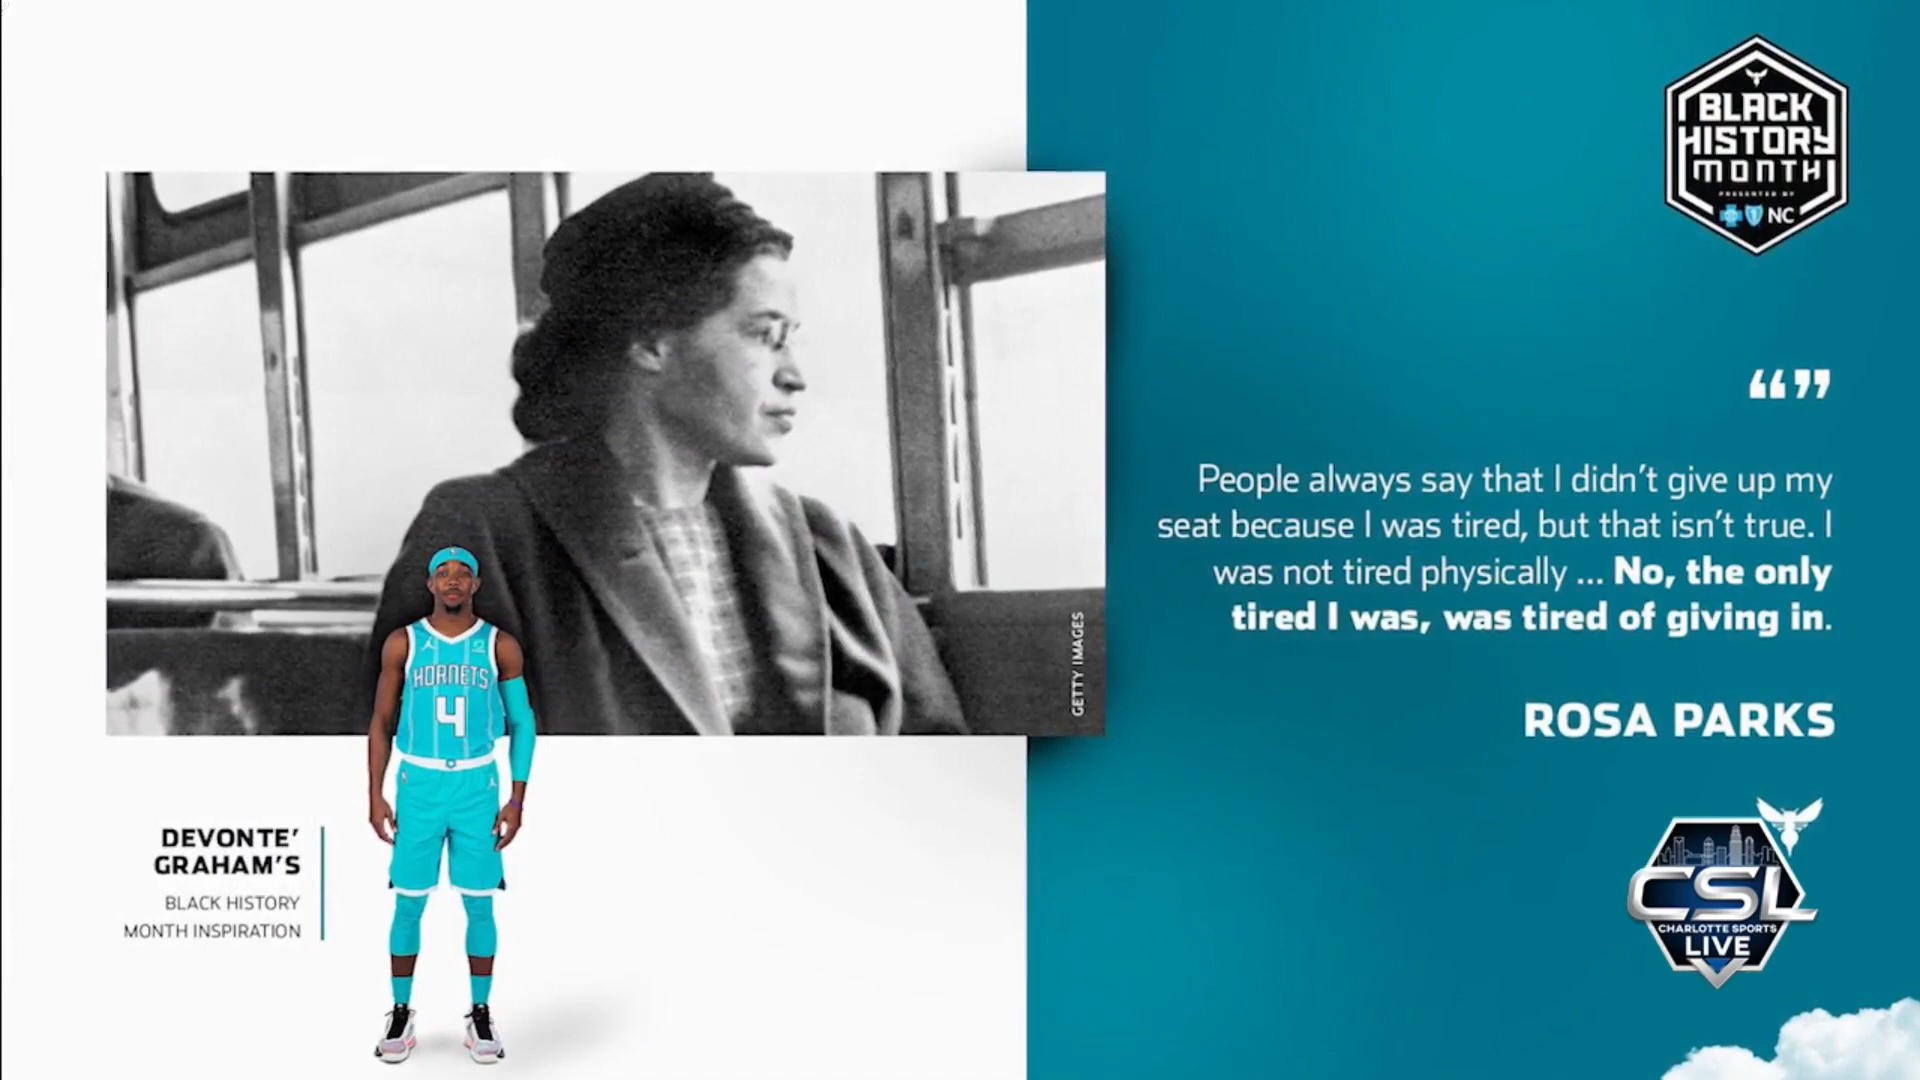 BLACK
HISTORY
MONTH
PRESENTED BY
NC
“”
People always say that I didn’t give up my
seat because I was tired, but that isn’t true. I
was not tired physically ... No, the only
tired I was, was tired of giving in.
ROSA PARKS
GETTY IMAGES
HORNETS
4
DEVONTE’
GRAHAM’S
BLACK HISTORY
MONTH INSPIRATION
CSL
CHARLOTTE SPORTS
LIVE